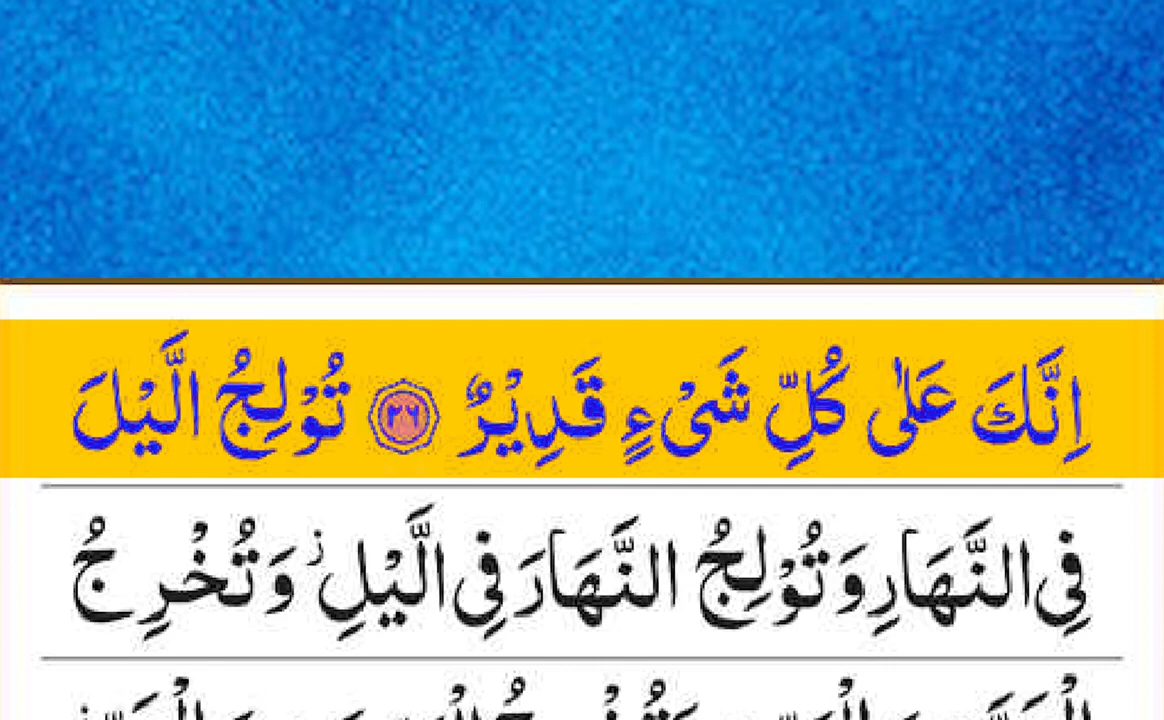 اِنَّكَ عَلٰى كُلِّ شَىْءٍ قَدِيْرٌ ﴿٢٦﴾ تُوْلِجُ الَّيْلَ
فِى النَّهَارِ وَتُوْلِجُ النَّهَارَ فِى الَّيْلِ ز وَتُخْرِجُ